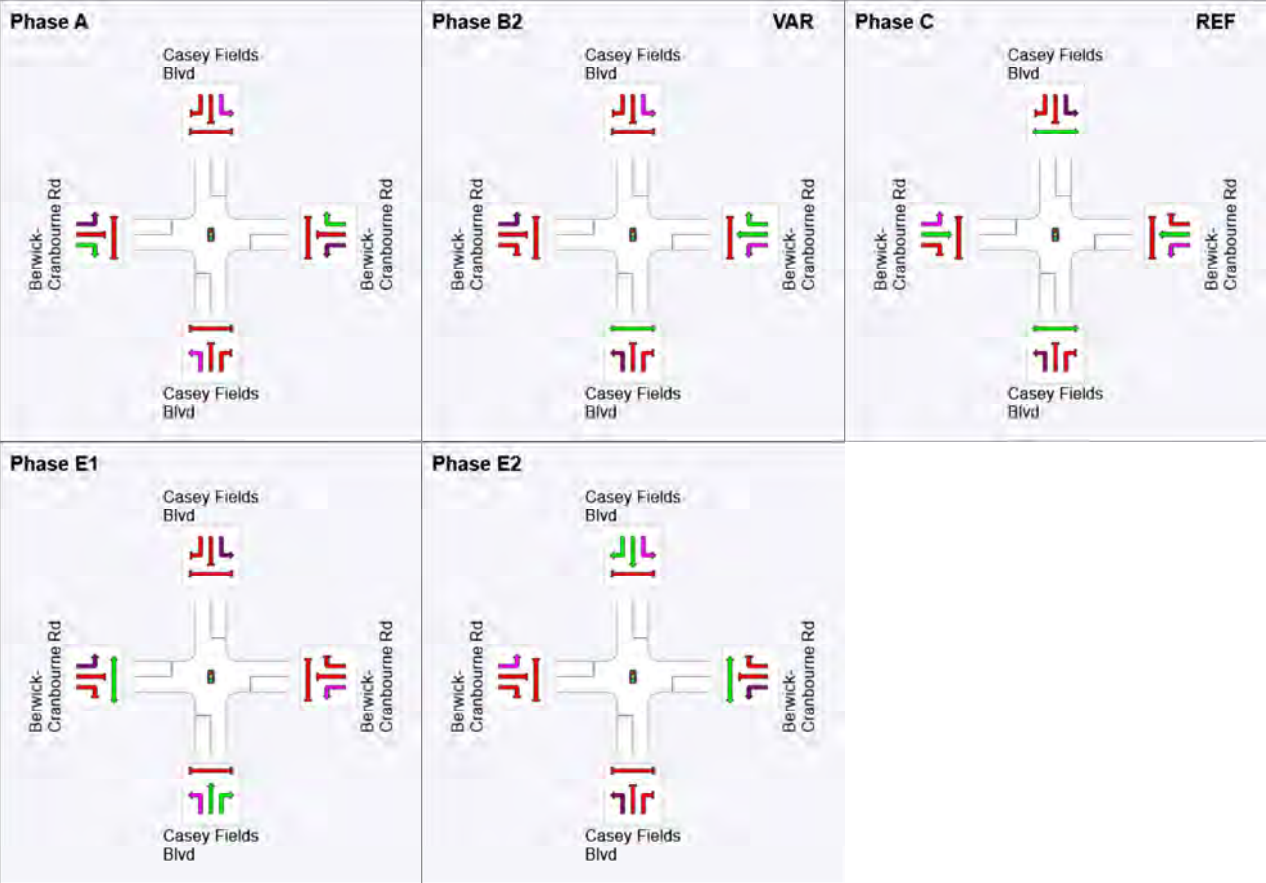 Phase A
Casey Fields
Blvd
Berwick-
Cranbourne Rd
Berwick-
Cranbourne Rd
Casey Fields
Blvd
Phase B2
VAR
Casey Fields
Blvd
Berwick-
Cranbourne Rd
Berwick-
Cranbourne Rd
Casey Fields
Blvd
Phase C
REF
Casey Fields
Blvd
Berwick-
Cranbourne Rd
Berwick-
Cranbourne Rd
Casey Fields
Blvd
Phase E1
Casey Fields
Blvd
Berwick-
Cranbourne Rd
Berwick-
Cranbourne Rd
Casey Fields
Blvd
Phase E2
Casey Fields
Blvd
Berwick-
Cranbourne Rd
Berwick-
Cranbourne Rd
Casey Fields
Blvd